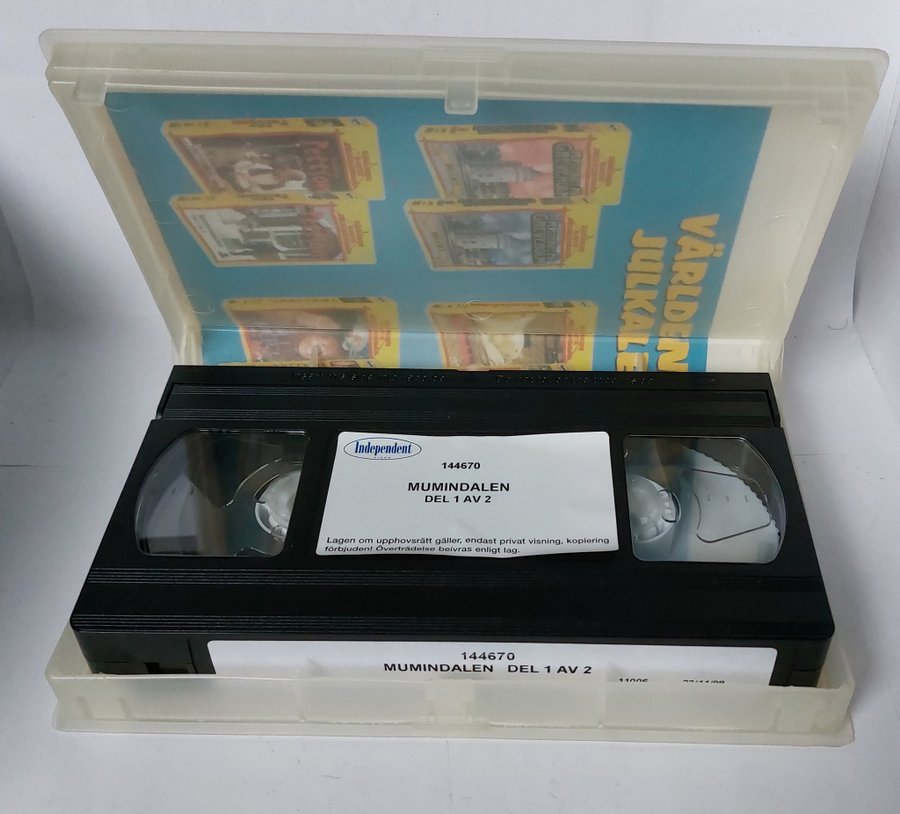 VÄRLDEN
JULKALE
Independent
144670
MUMINDALEN
DEL 1 AV 2
Lagen om upphovsrätt gäller, endast privat visning, kopiering
förbjuden! Överträdelse beivras enligt lag.
144670
MUMINDALEN DEL 1 AV 2